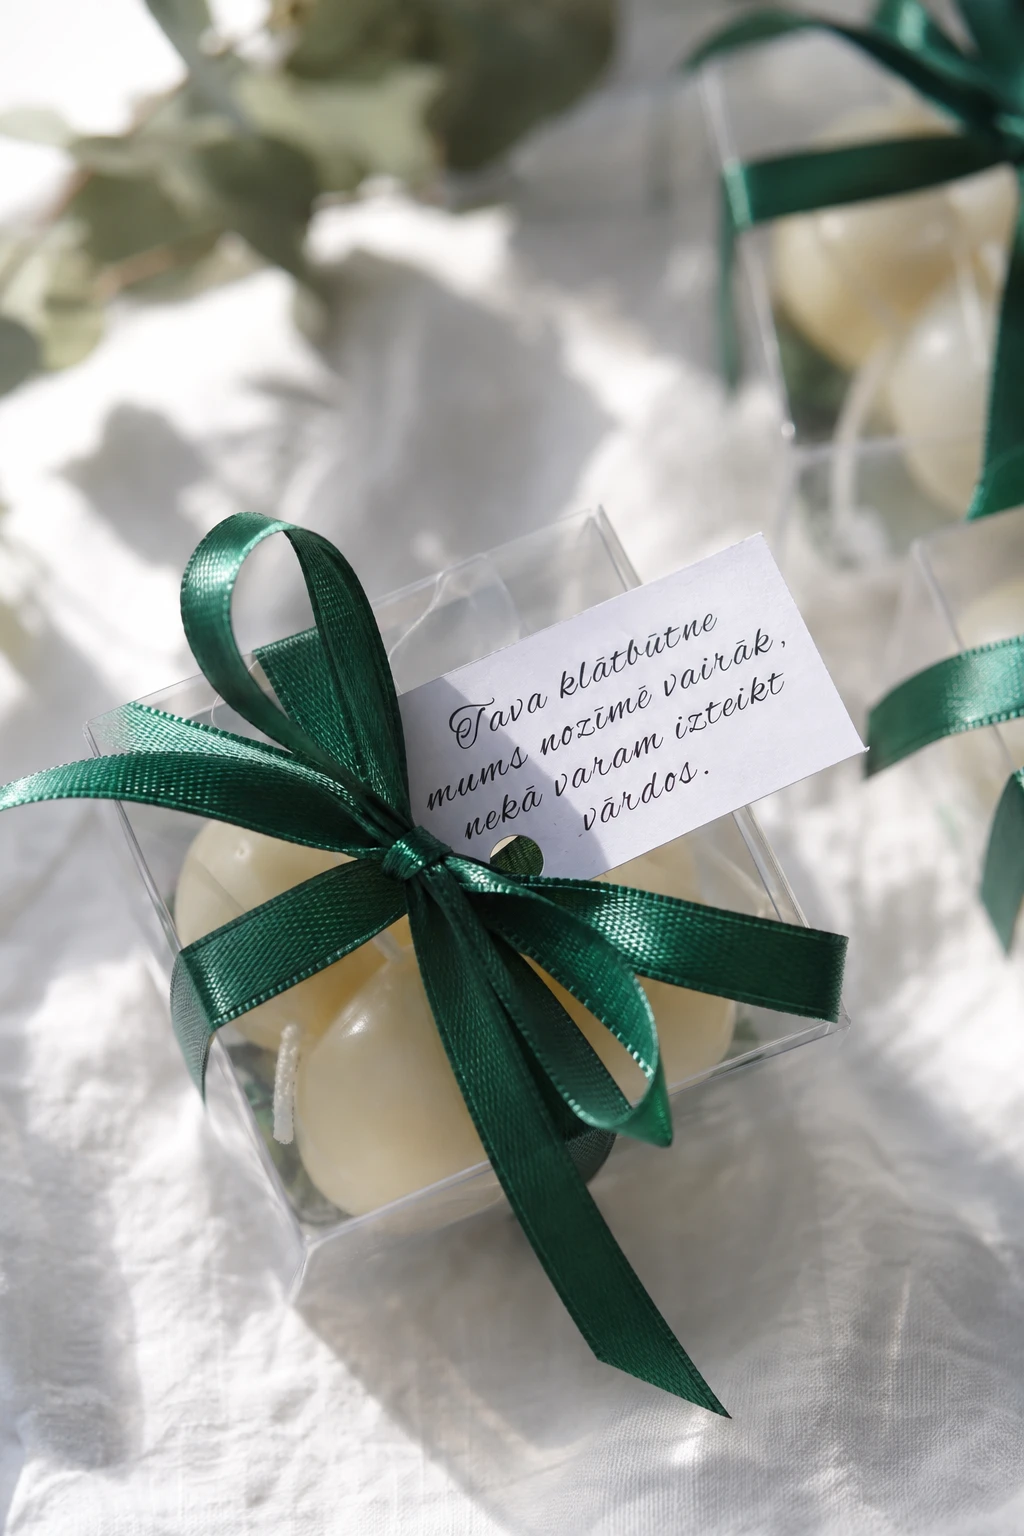 Tava klātbūtne
mums nozīmē vairāk,
nekā varam izteikt
vārdos.